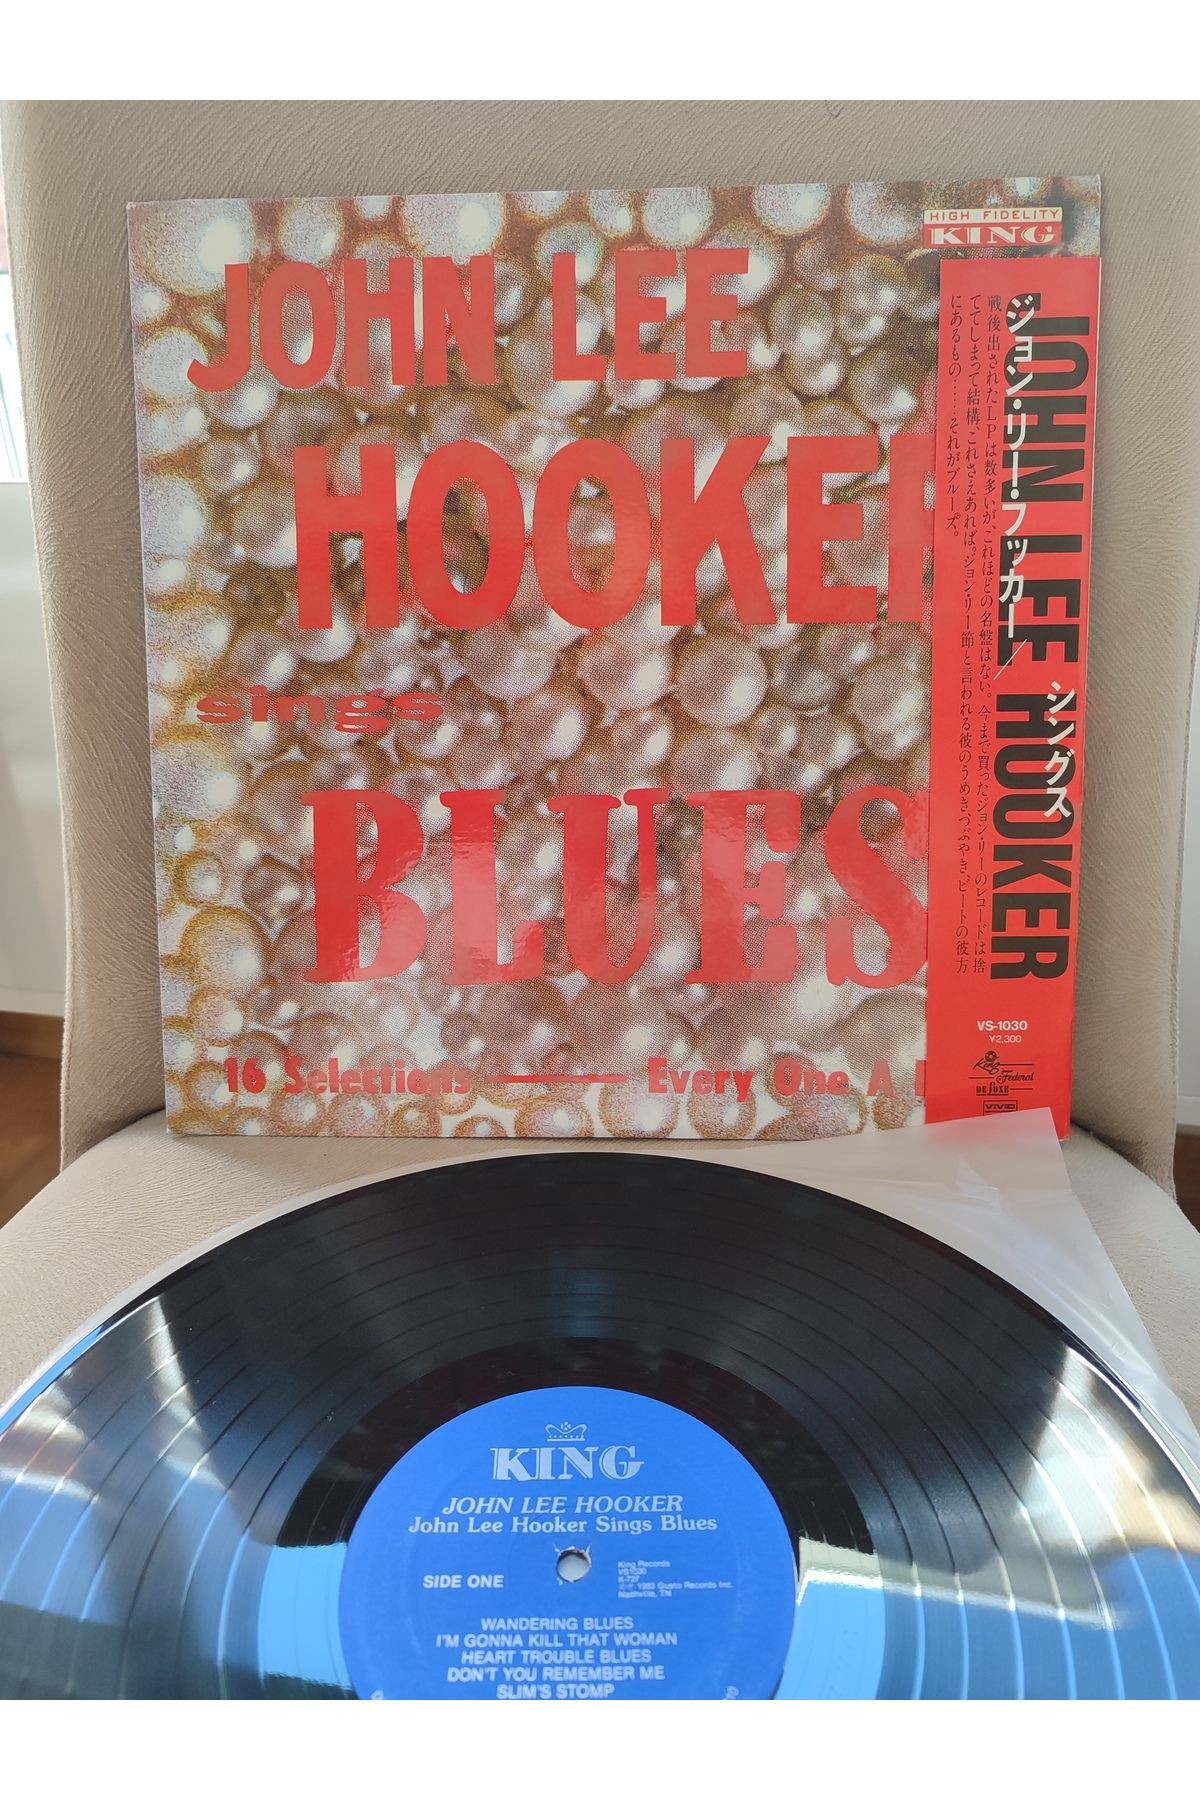 HIGH FIDELITY
KING
JOHN LEE
HOOKER
sings
BLUES
16 Selections — Every One A
JOHN LEE HOOKER
ジョン・リー・フッカー/シングス
戦後出されたLPは数多いが、これほどの名盤はない。今まで買ったジョン・リーのレコードは捨
ててしまって結構、これさえあれば。ジョン・リー節と言われる彼のうめき、つぶやき、ビートの彼方
にあるもの……それがブルーズ。
VS-1030
¥2,300
King
Federal
DE LUXE
ViViD
KING
JOHN LEE HOOKER
John Lee Hooker Sings Blues
SIDE ONE
King Records
VS1030
K-727
©℗ 1983 Gusto Records Inc.
Nashville, TN
WANDERING BLUES
I'M GONNA KILL THAT WOMAN
HEART TROUBLE BLUES
DON'T YOU REMEMBER ME
SLIM'S STOMP